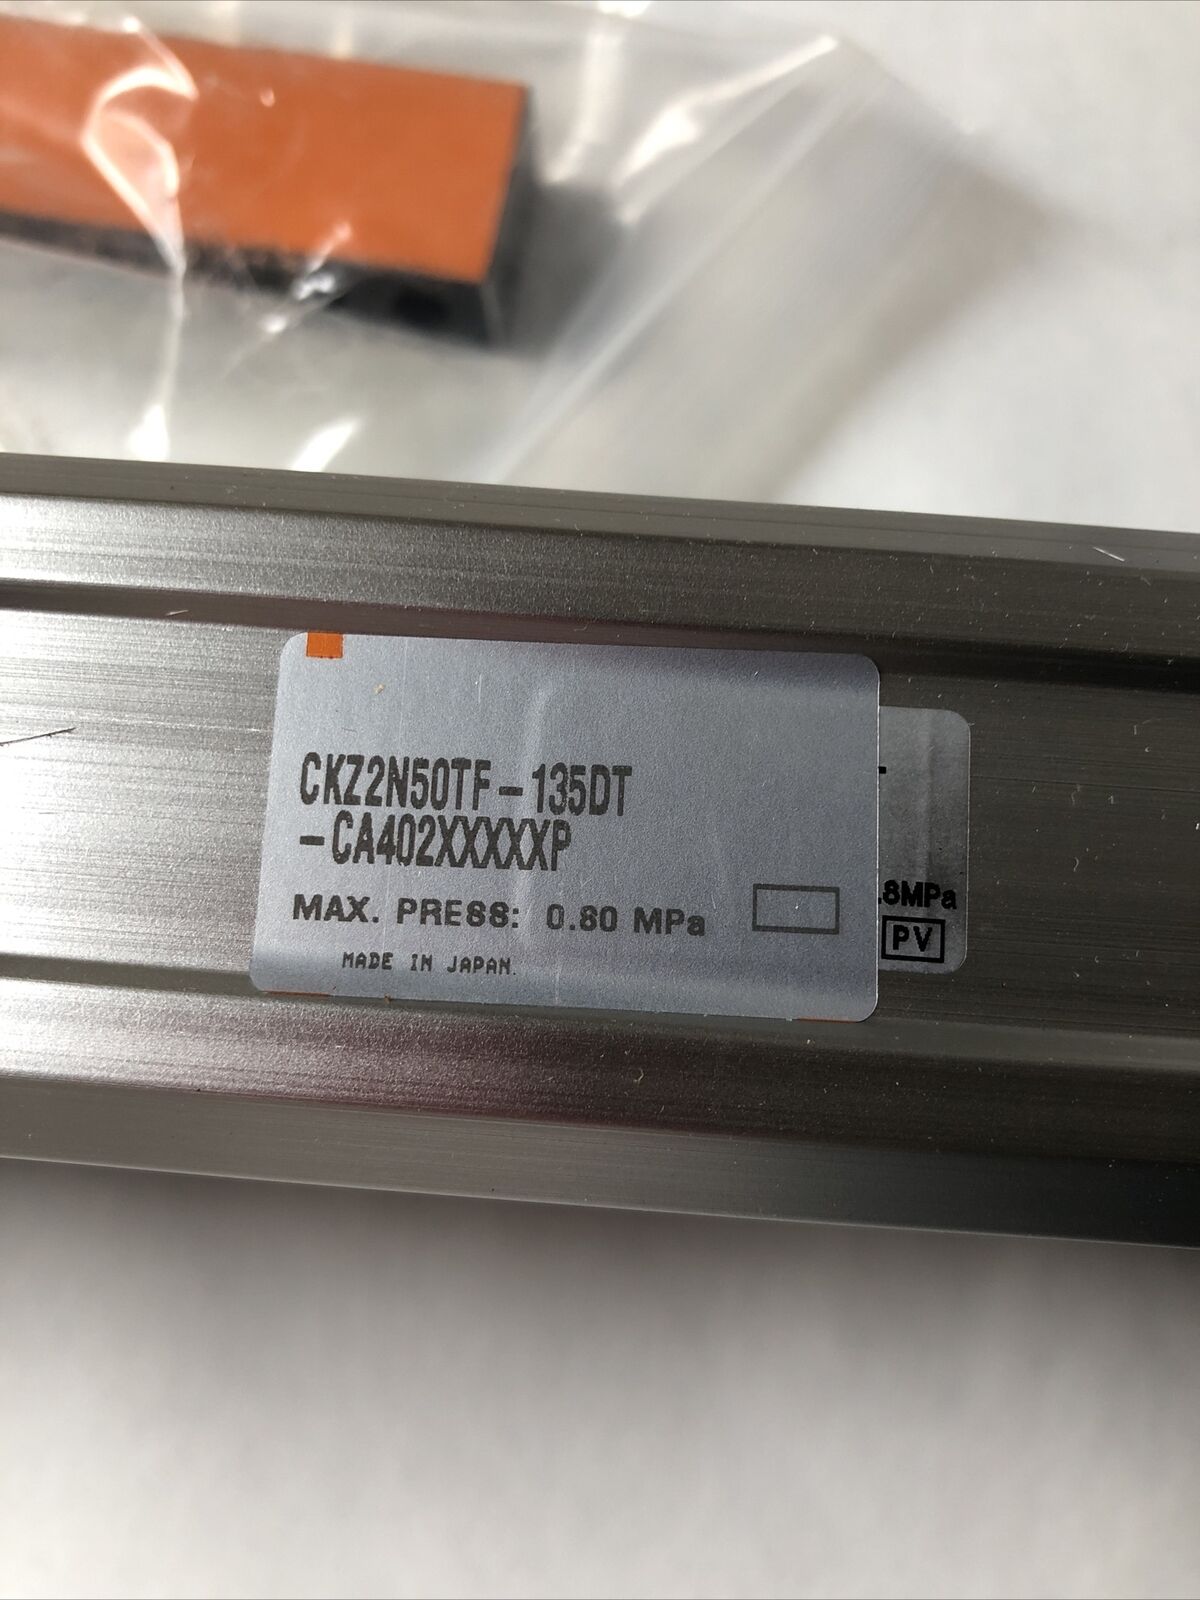 CKZ2N50TF-135DT
-CA402XXXXXP
MAX. PRESS: 0.80 MPa
MADE IN JAPAN.
-
.8MPa
PV